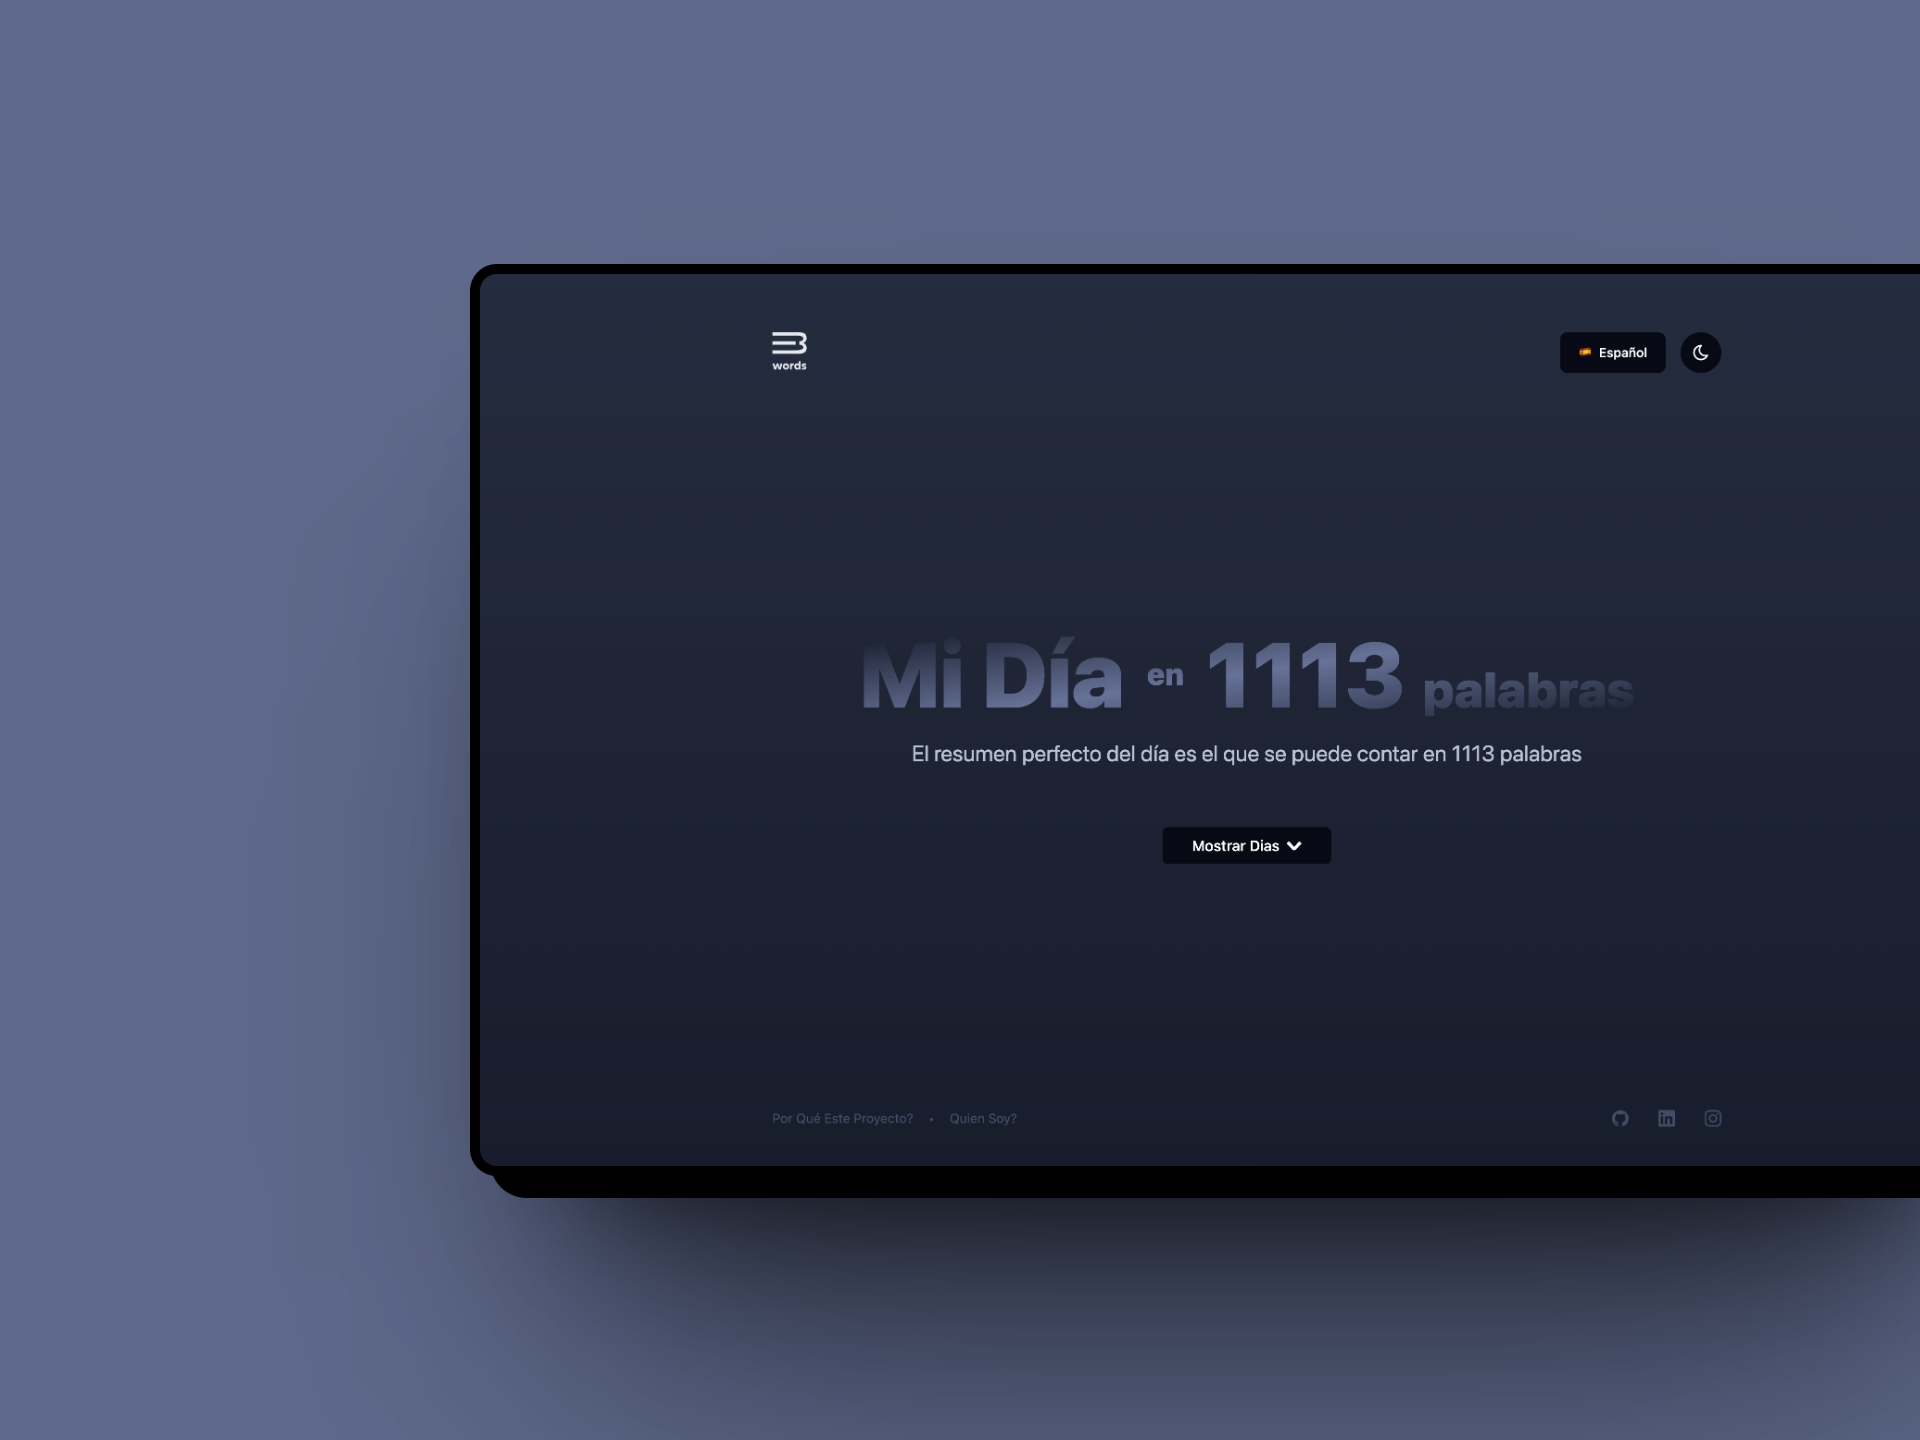 words
Español
Mi Día en 1113 palabras
El resumen perfecto del día es el que se puede contar en 1113 palabras
Mostrar Dias
Por Qué Este Proyecto? • Quien Soy?